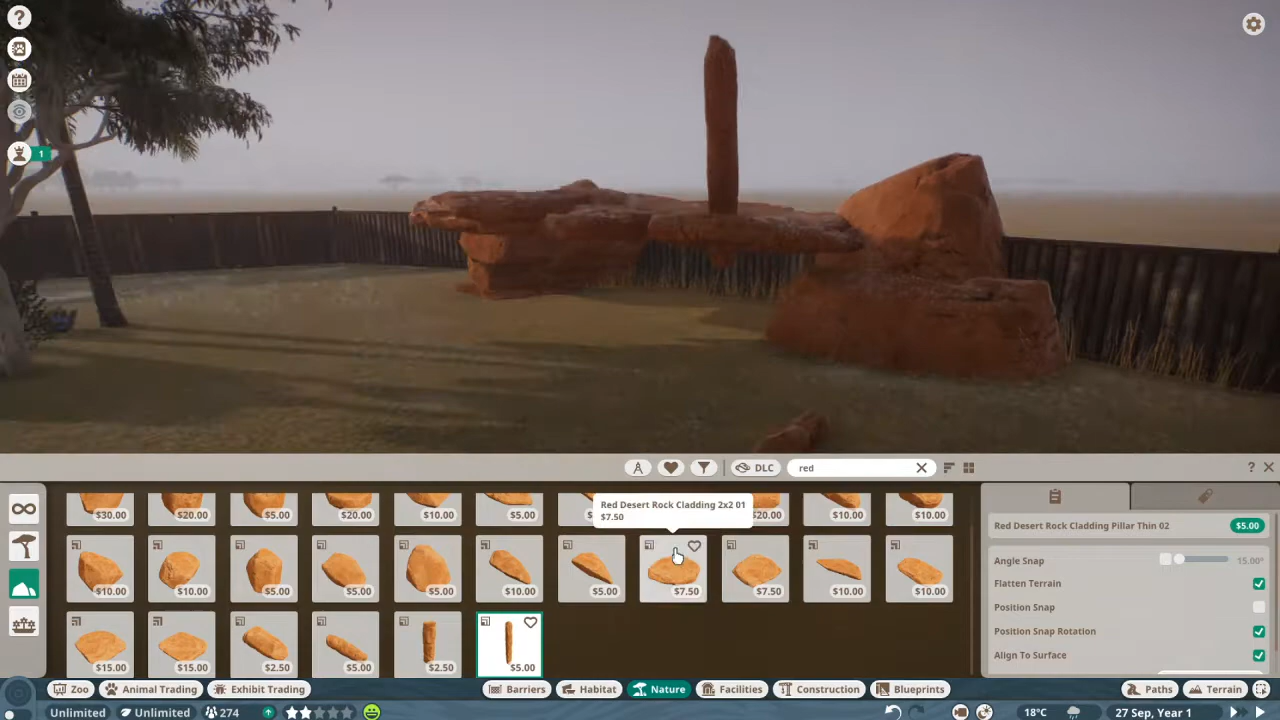 ?
1
DLC
red
?
$30.00
$20.00
$5.00
$20.00
$10.00
$5.00
Red Desert Rock Cladding 2x2 01
$7.50
$20.00
$10.00
$10.00
Red Desert Rock Cladding Pillar Thin 02
$5.00
$10.00
$10.00
$5.00
$5.00
$5.00
$10.00
$5.00
$7.50
$7.50
$10.00
$10.00
Angle Snap
15.00°
Flatten Terrain
Position Snap
Position Snap Rotation
Align To Surface
$15.00
$15.00
$2.50
$5.00
$2.50
$5.00
Zoo
Animal Trading
Exhibit Trading
Barriers
Habitat
Nature
Facilities
Construction
Blueprints
Paths
Terrain
Unlimited
Unlimited
274
18°C
27 Sep, Year 1